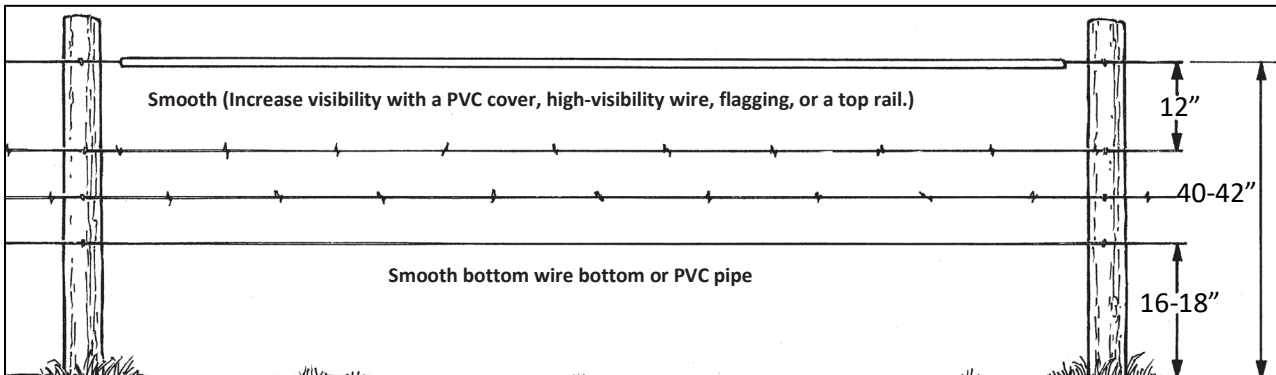 Smooth (Increase visibility with a PVC cover, high-visibility wire, flagging, or a top rail.)
12”
40-42”
Smooth bottom wire bottom or PVC pipe
16-18”